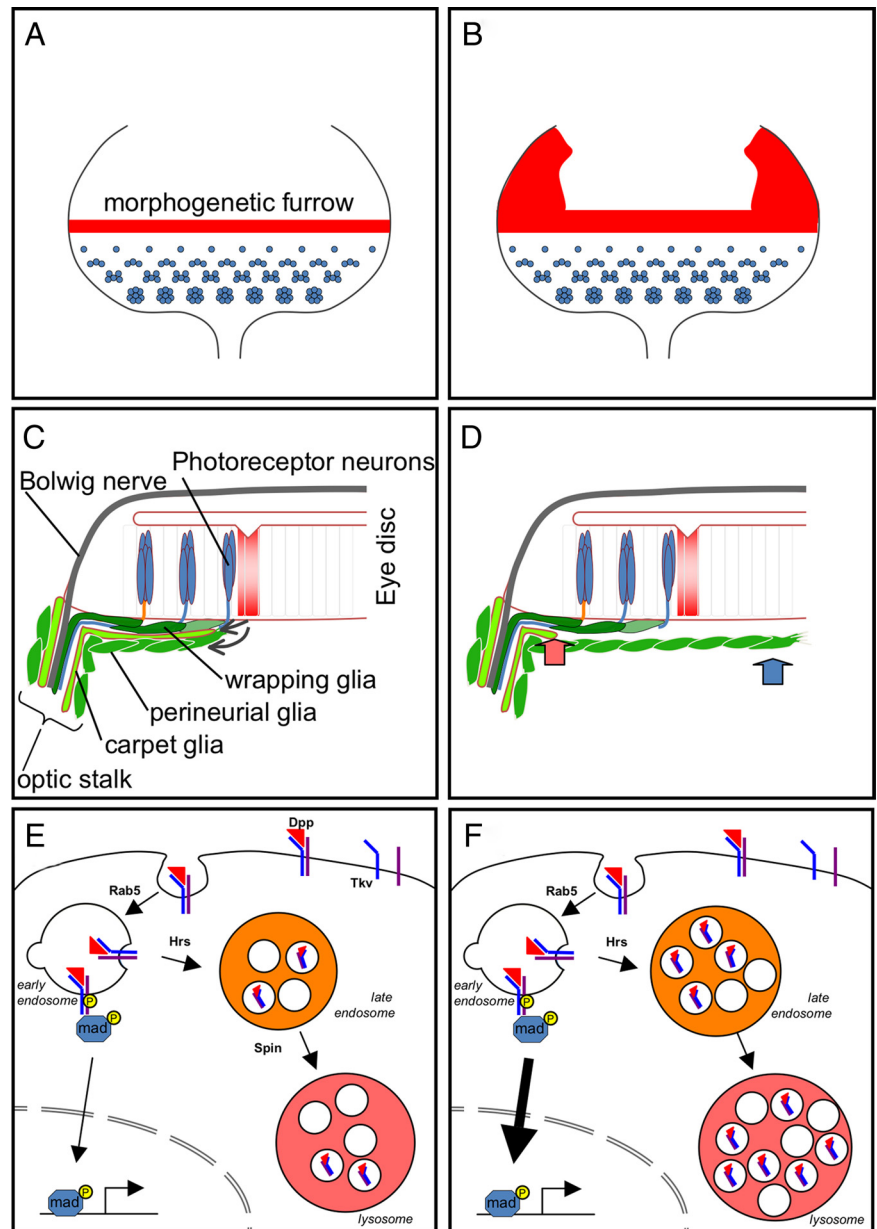 A
morphogenetic furrow
B
C
Photoreceptor neurons
Bolwig nerve
Eye disc
wrapping glia
perineurial glia
carpet glia
optic stalk
D
E
Dpp
Tkv
Rab5
Hrs
early
endosome
P
mad
P
late
endosome
Spin
mad
P
lysosome
F
Rab5
Hrs
early
endosome
P
mad
P
late
endosome
mad
P
lysosome